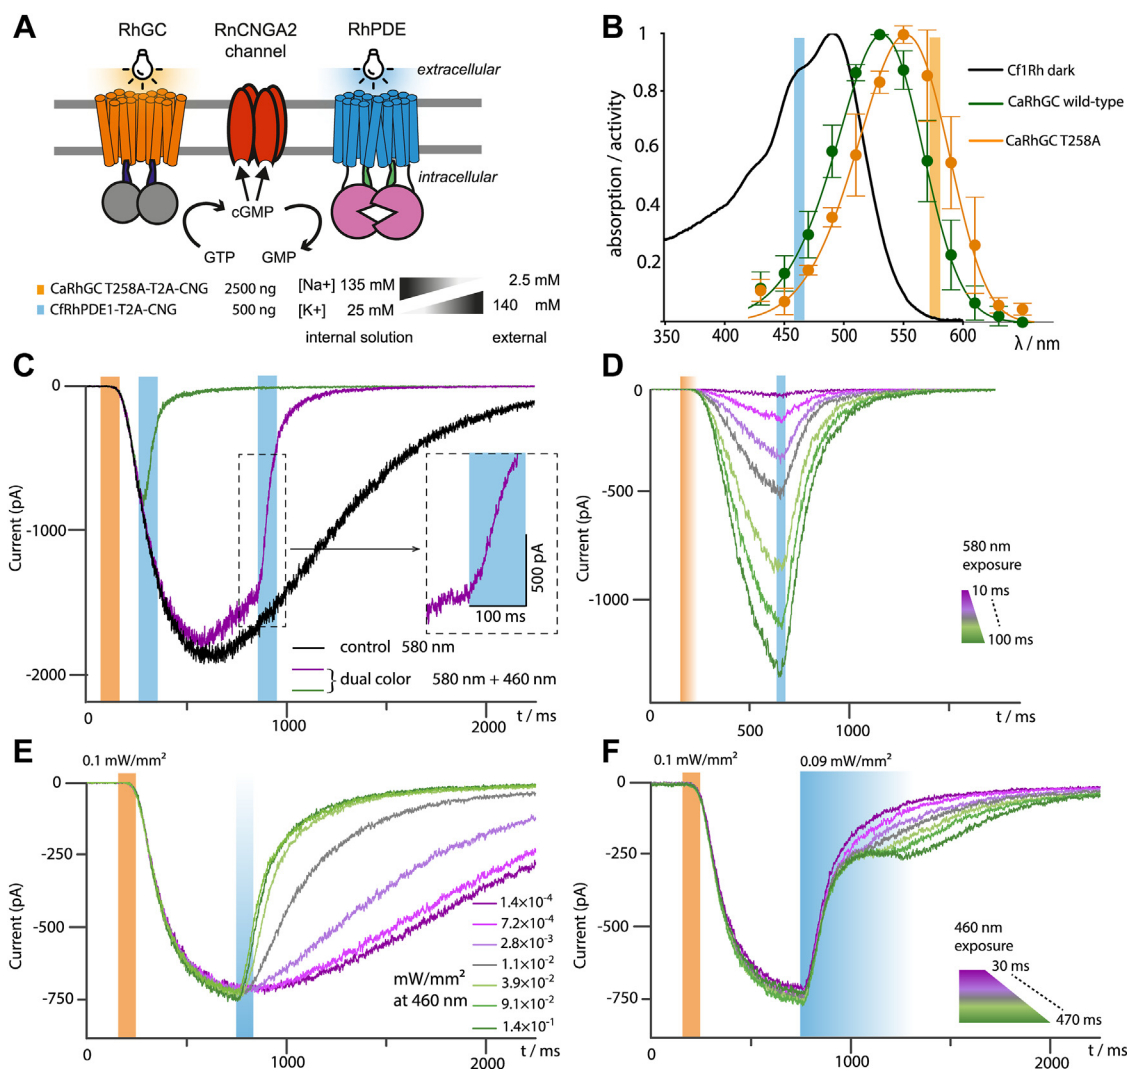 A
RhGC
RnCNGA2
channel
RhPDE
extracellular
intracellular
cGMP
GTP
GMP
CaRhGC T258A-T2A-CNG 2500 ng
CfRhPDE1-T2A-CNG 500 ng
[Na+] 135 mM 2.5 mM
[K+] 25 mM 140 mM
internal solution external
B
absorption / activity
1
0.8
0.6
0.4
0.2
350 400 450 500 550 600
λ / nm
Cf1Rh dark
CaRhGC wild-type
CaRhGC T258A
C
Current (pA)
0
-1000
-2000
0 1000 2000
t / ms
500 pA
100 ms
control 580 nm
dual color 580 nm + 460 nm
D
Current (pA)
0
-500
-1000
0 500 1000
t / ms
580 nm
exposure
10 ms
100 ms
E
0.1 mW/mm²
Current (pA)
0
-250
-500
-750
0 1000 2000
t / ms
mW/mm²
at 460 nm
1.4×10⁻⁴
7.2×10⁻⁴
2.8×10⁻³
1.1×10⁻²
3.9×10⁻²
9.1×10⁻²
1.4×10⁻¹
F
0.1 mW/mm² 0.09 mW/mm²
Current (pA)
0
-250
-500
-750
0 1000 2000
t / ms
460 nm
exposure
30 ms
470 ms